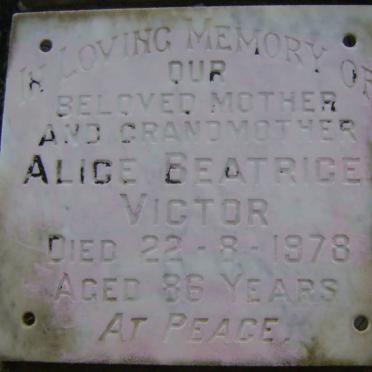 IN LOVING MEMORY OF
OUR
BELOVED MOTHER
AND GRANDMOTHER
ALICE BEATRICE
VICTOR
DIED 22-8-1978
AGED 86 YEARS
AT PEACE.